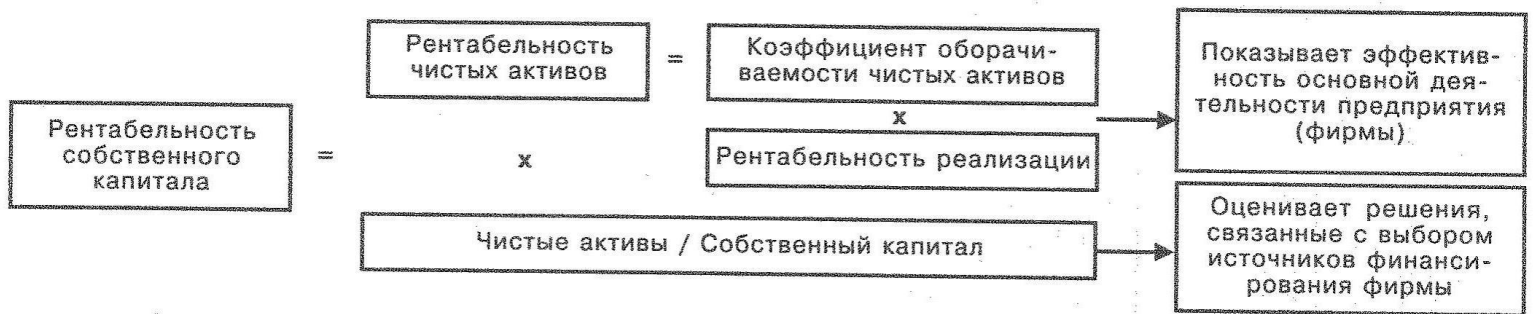 Рентабельность
собственного
капитала
=
Рентабельность
чистых активов
=
Коэффициент оборачи-
ваемости чистых активов
х
Рентабельность реализации
х
Чистые активы / Собственный капитал
Показывает эффектив-
ность основной дея-
тельности предприятия
(фирмы)
Оценивает решения,
связанные с выбором
источников финанси-
рования фирмы